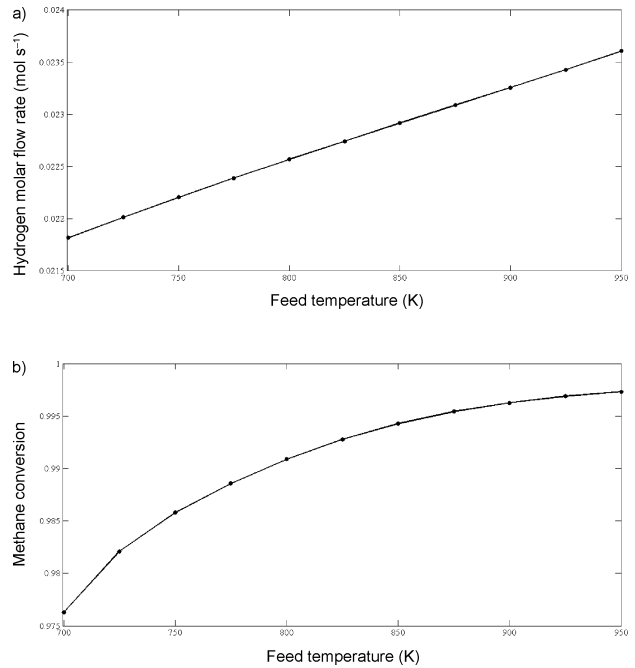 a)
0.024
0.0235
0.023
0.0225
0.022
0.0215
700 750 800 850 900 950
Hydrogen molar flow rate (mol s⁻¹)
Feed temperature (K)
b)
1
0.995
0.99
0.985
0.98
0.975
700 750 800 850 900 950
Methane conversion
Feed temperature (K)